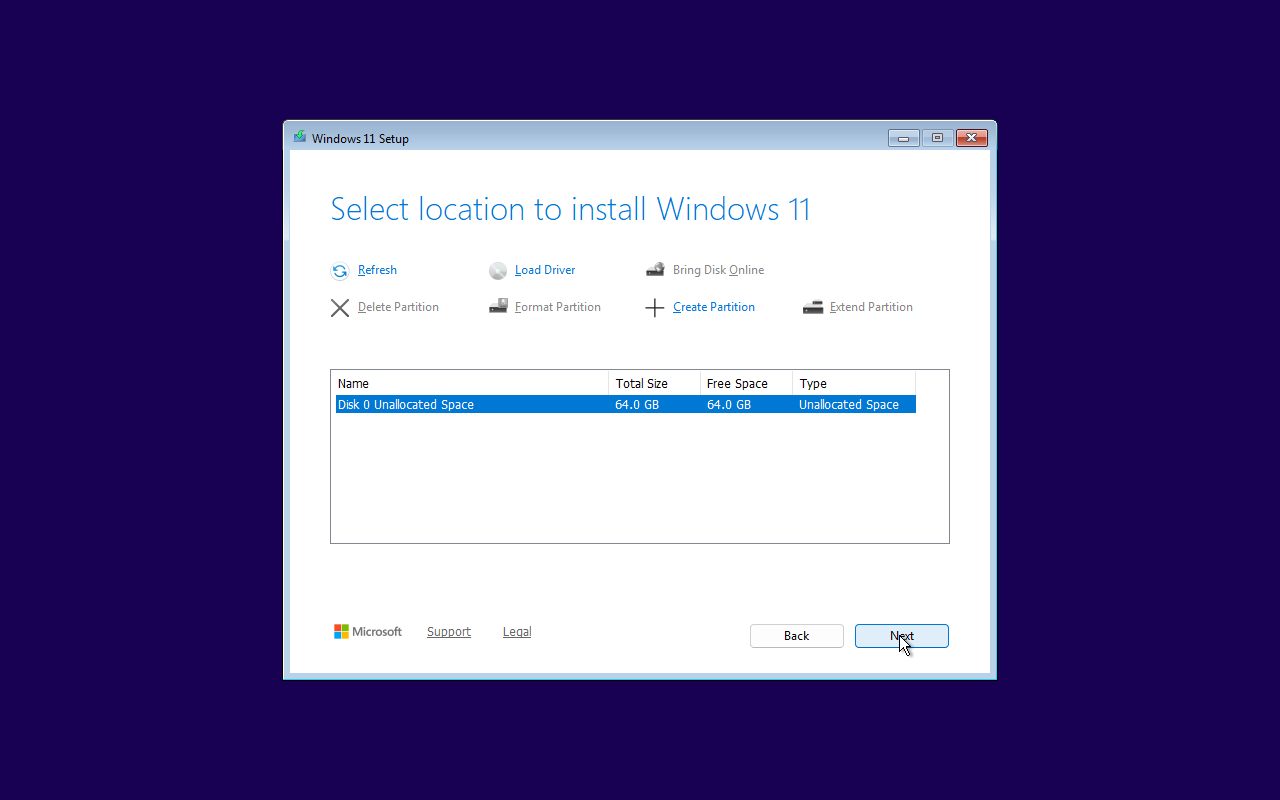 Windows 11 Setup
Select location to install Windows 11
Refresh Load Driver Bring Disk Online
Delete Partition Format Partition Create Partition Extend Partition
Name Total Size Free Space Type
Disk 0 Unallocated Space 64.0 GB 64.0 GB Unallocated Space
Microsoft Support Legal Back Next